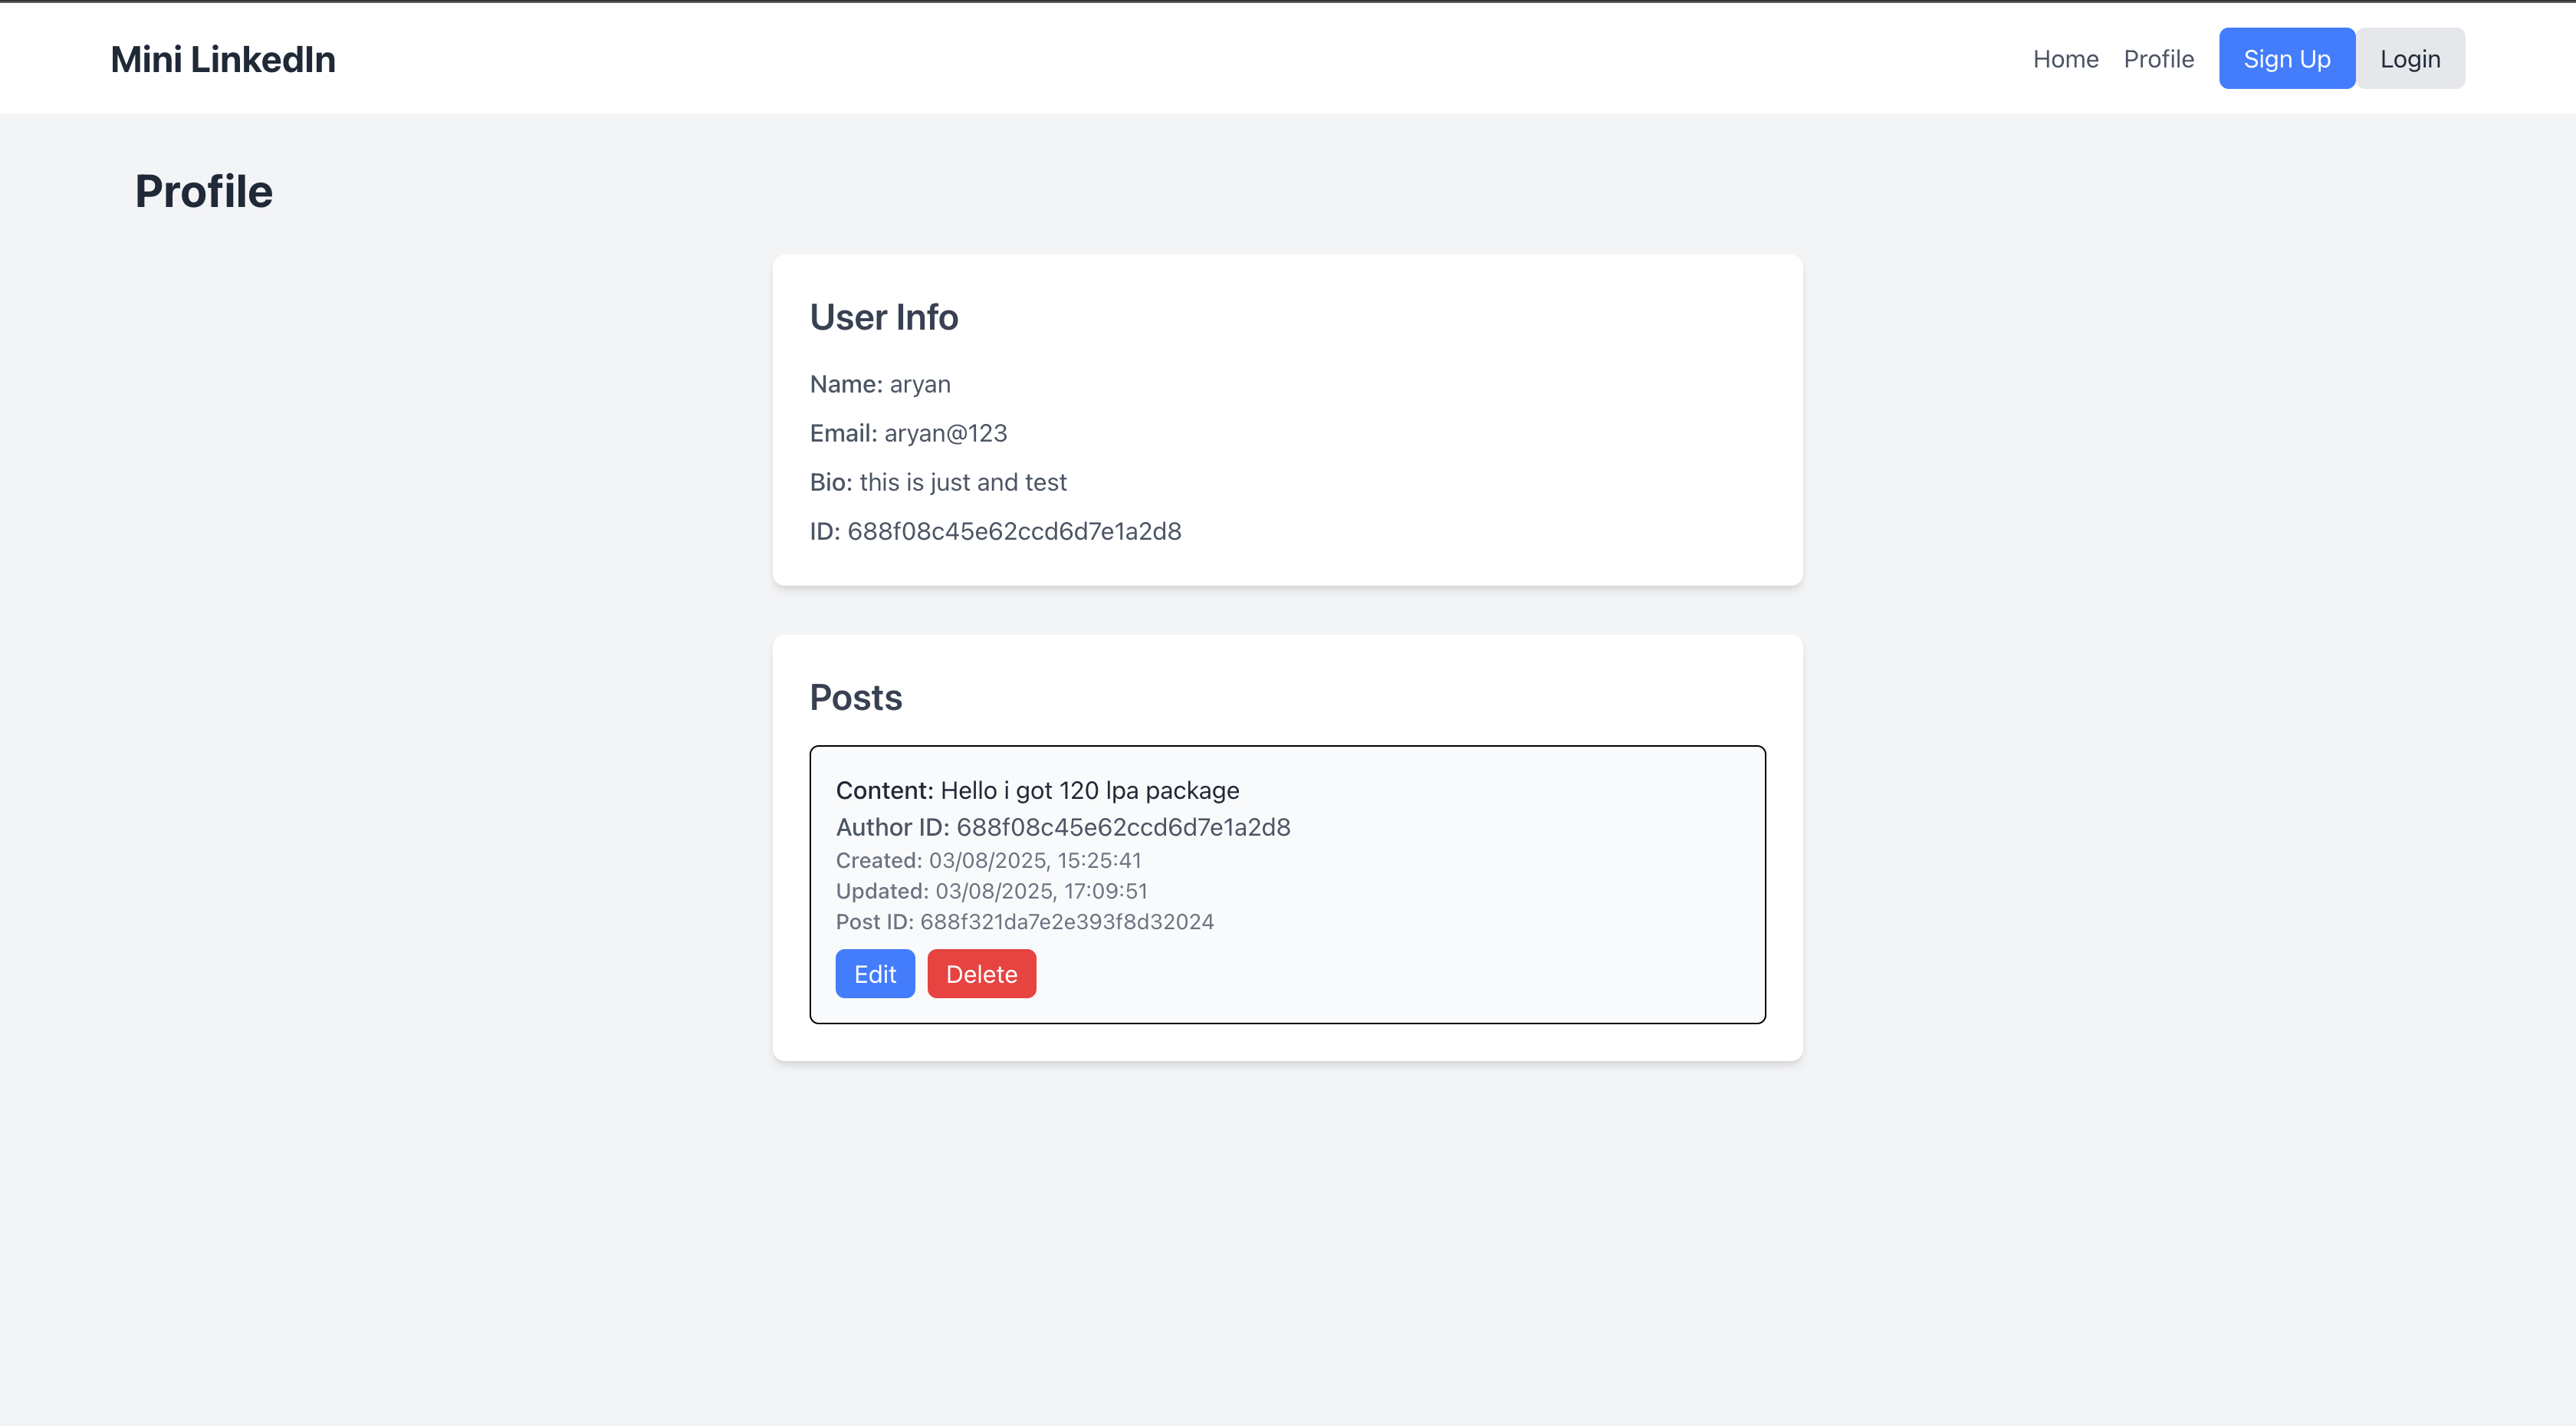 Mini LinkedIn
Home Profile Sign Up Login
Profile
User Info
Name: aryan
Email: aryan@123
Bio: this is just and test
ID: 688f08c45e62ccd6d7e1a2d8
Posts
Content: Hello i got 120 lpa package
Author ID: 688f08c45e62ccd6d7e1a2d8
Created: 03/08/2025, 15:25:41
Updated: 03/08/2025, 17:09:51
Post ID: 688f321da7e2e393f8d32024
Edit Delete